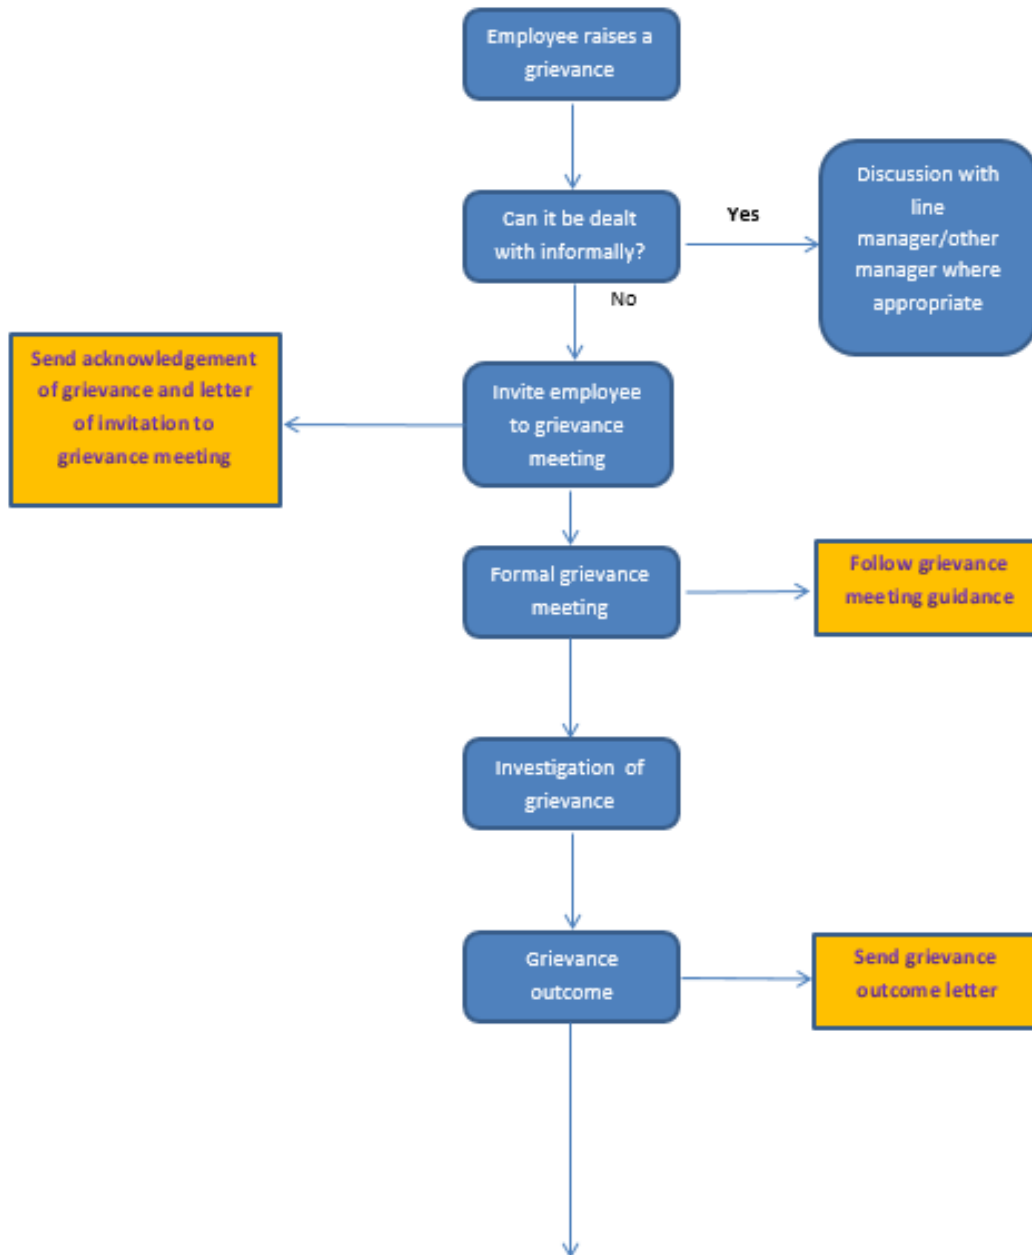 Employee raises a
grievance
Can it be dealt
with informally?
Yes
Discussion with
line
manager/other
manager where
appropriate
No
Send acknowledgement
of grievance and letter
of invitation to
grievance meeting
Invite employee
to grievance
meeting
Formal grievance
meeting
Follow grievance
meeting guidance
Investigation of
grievance
Grievance
outcome
Send grievance
outcome letter